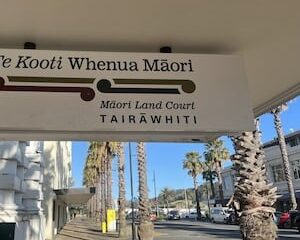 Te Kooti Whenua Māori
Māori Land Court
TAIRĀWHITI